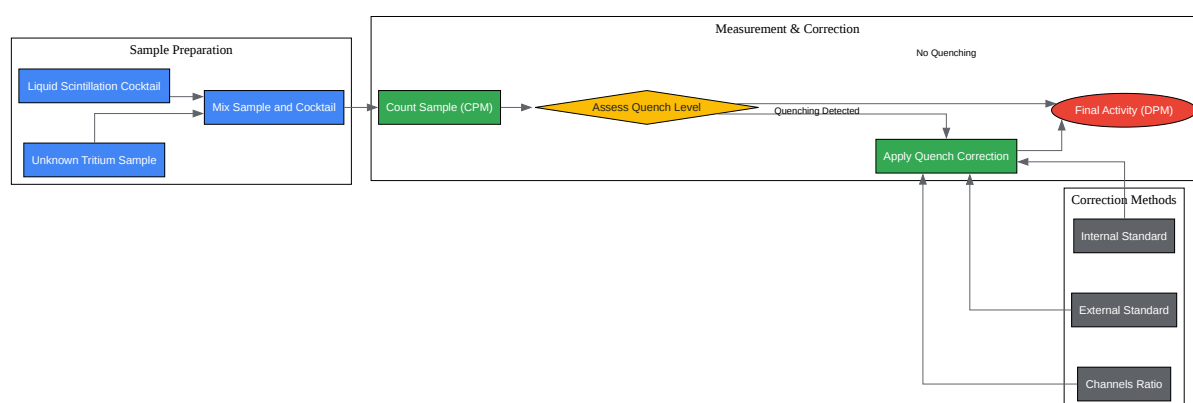 Sample Preparation
Liquid Scintillation Cocktail
Mix Sample and Cocktail
Unknown Tritium Sample
Measurement & Correction
No Quenching
Count Sample (CPM)
Assess Quench Level
Quenching Detected
Final Activity (DPM)
Apply Quench Correction
Correction Methods
Internal Standard
External Standard
Channels Ratio